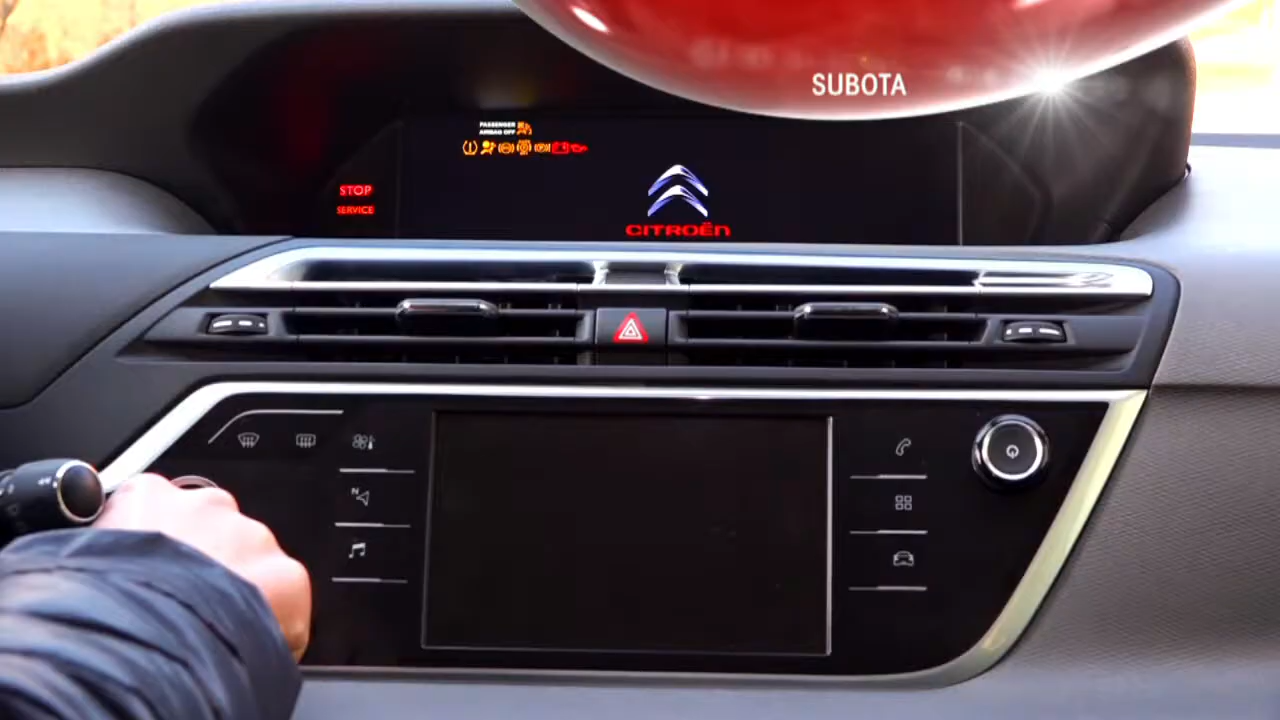 SUBOTA
PASSENGER
AIRBAG OFF
STOP
SERVICE
CITROËN
N